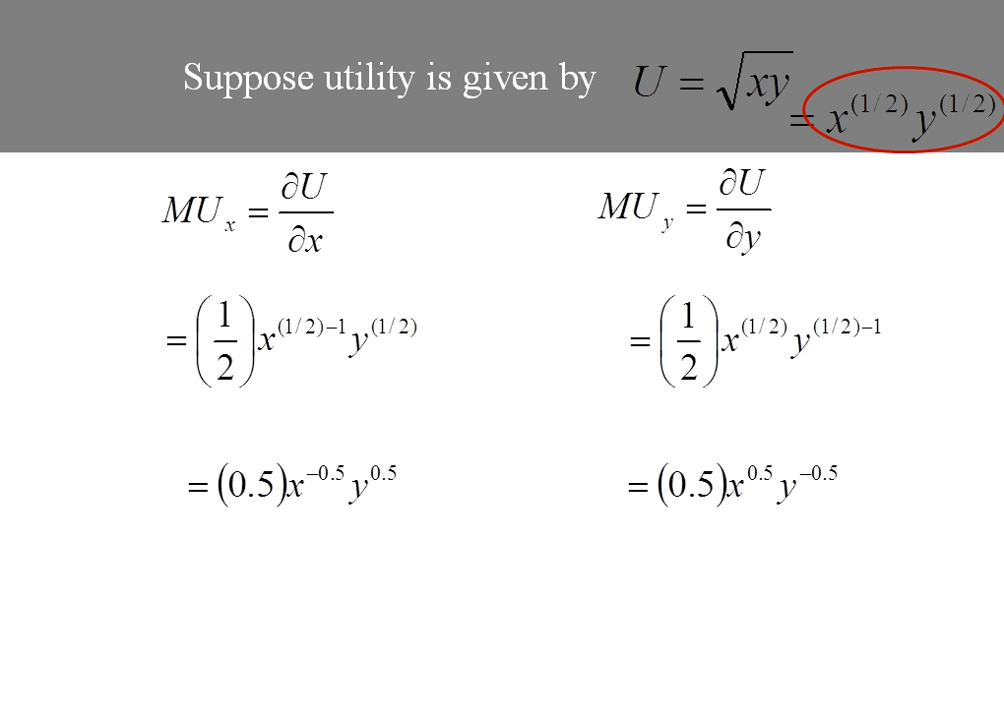 Suppose utility is given by U = √xy
= x^(1/2) y^(1/2)
MU_x = ∂U/∂x
MU_y = ∂U/∂y
= (1/2) x^(1/2)−1 y^(1/2)
= (1/2) x^(1/2) y^(1/2)−1
= (0.5)x^−0.5 y^0.5
= (0.5)x^0.5 y^−0.5